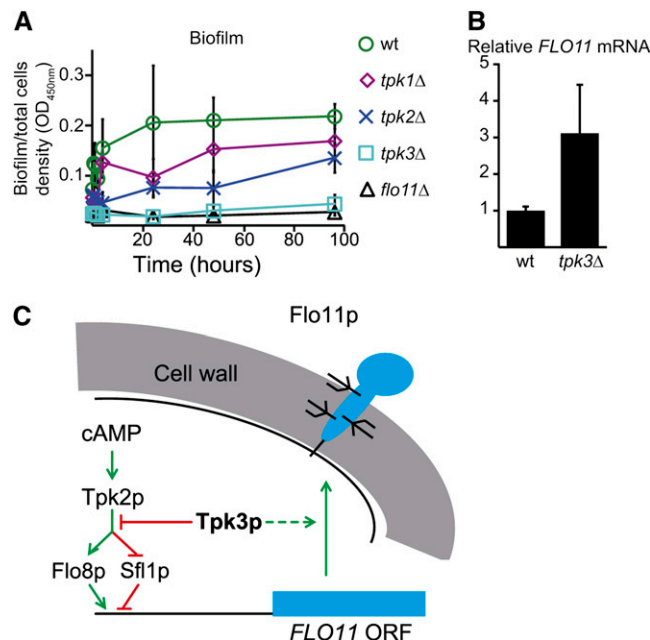 A
Biofilm
Biofilm/total cells
density (OD450nm)
0.3
0.2
0.1
20 40 60 80 100
Time (hours)
wt
tpk1Δ
tpk2Δ
tpk3Δ
flo11Δ
B
Relative FLO11 mRNA
5
4
3
2
1
wt tpk3Δ
C
Flo11p
Cell wall
cAMP
Tpk2p
Tpk3p
Flo8p Sfl1p
FLO11 ORF